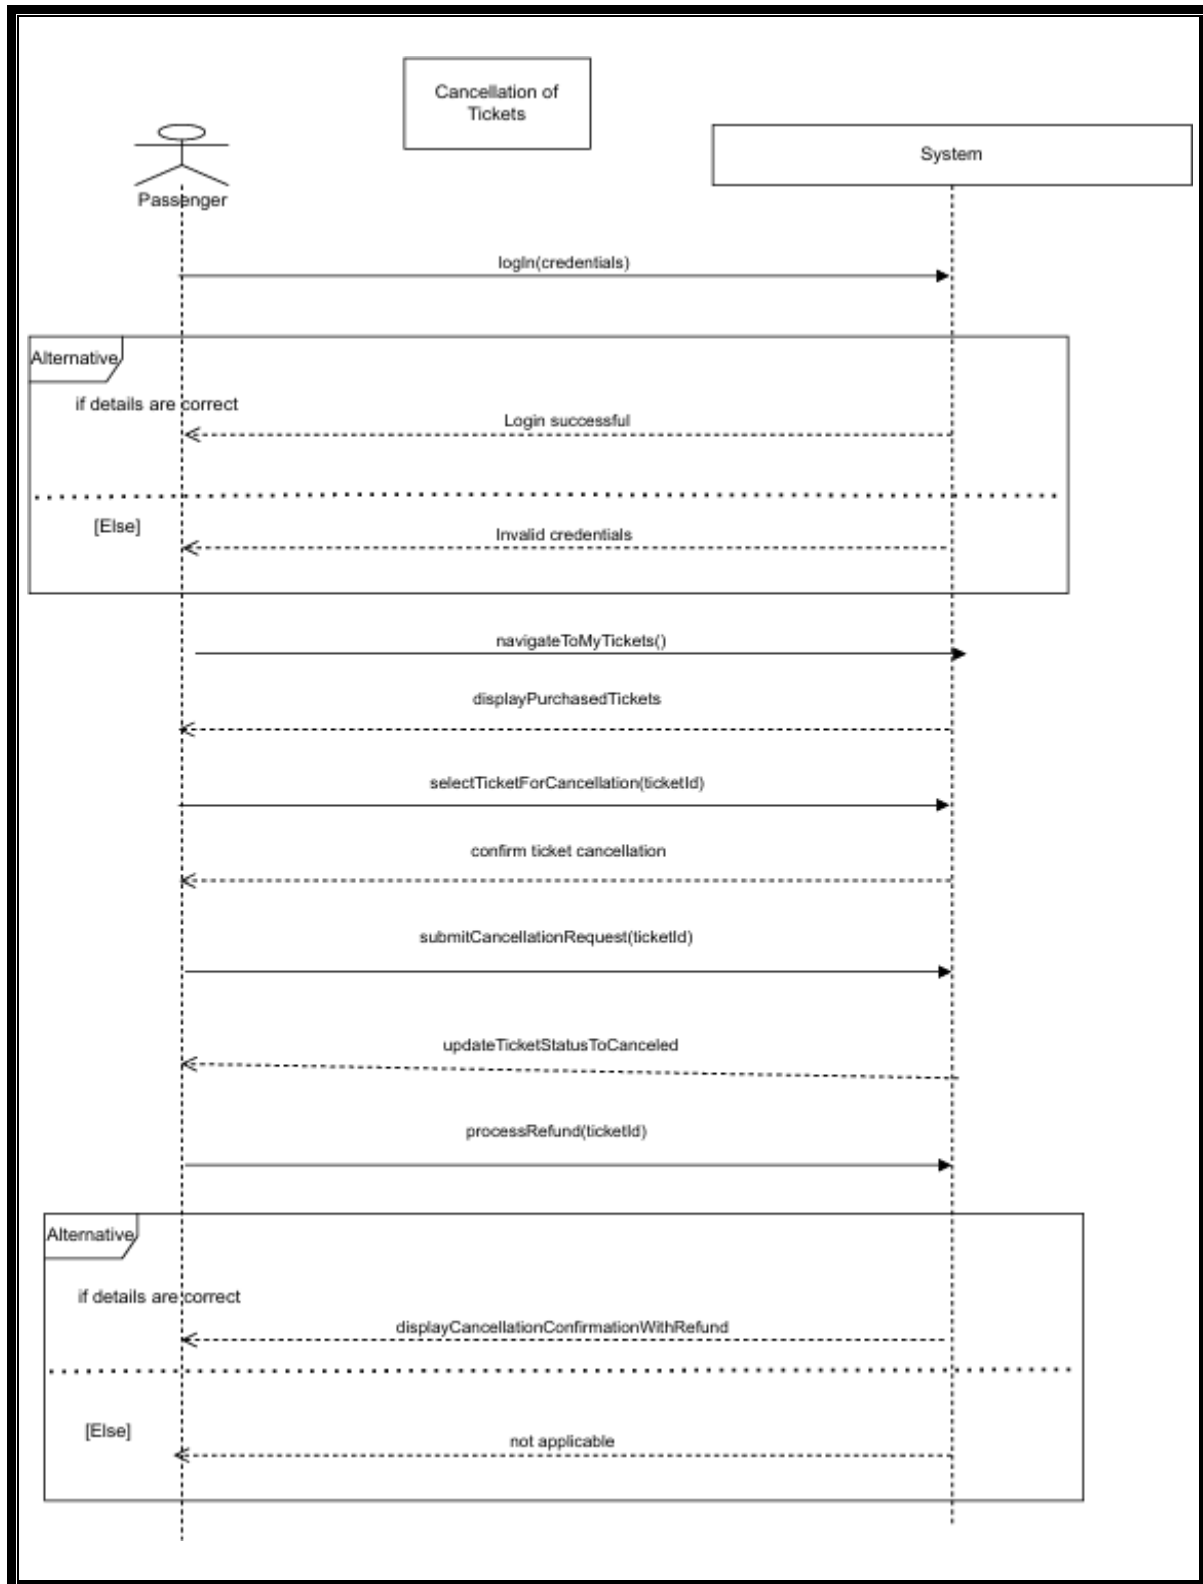 Cancellation of
Tickets
System
Passenger
logIn(credentials)
Alternative
if details are correct
Login successful
[Else]
Invalid credentials
navigateToMyTickets()
displayPurchasedTickets
selectTicketForCancellation(ticketId)
confirm ticket cancellation
submitCancellationRequest(ticketId)
updateTicketStatusToCanceled
processRefund(ticketId)
Alternative
if details are correct
displayCancellationConfirmationWithRefund
[Else]
not applicable